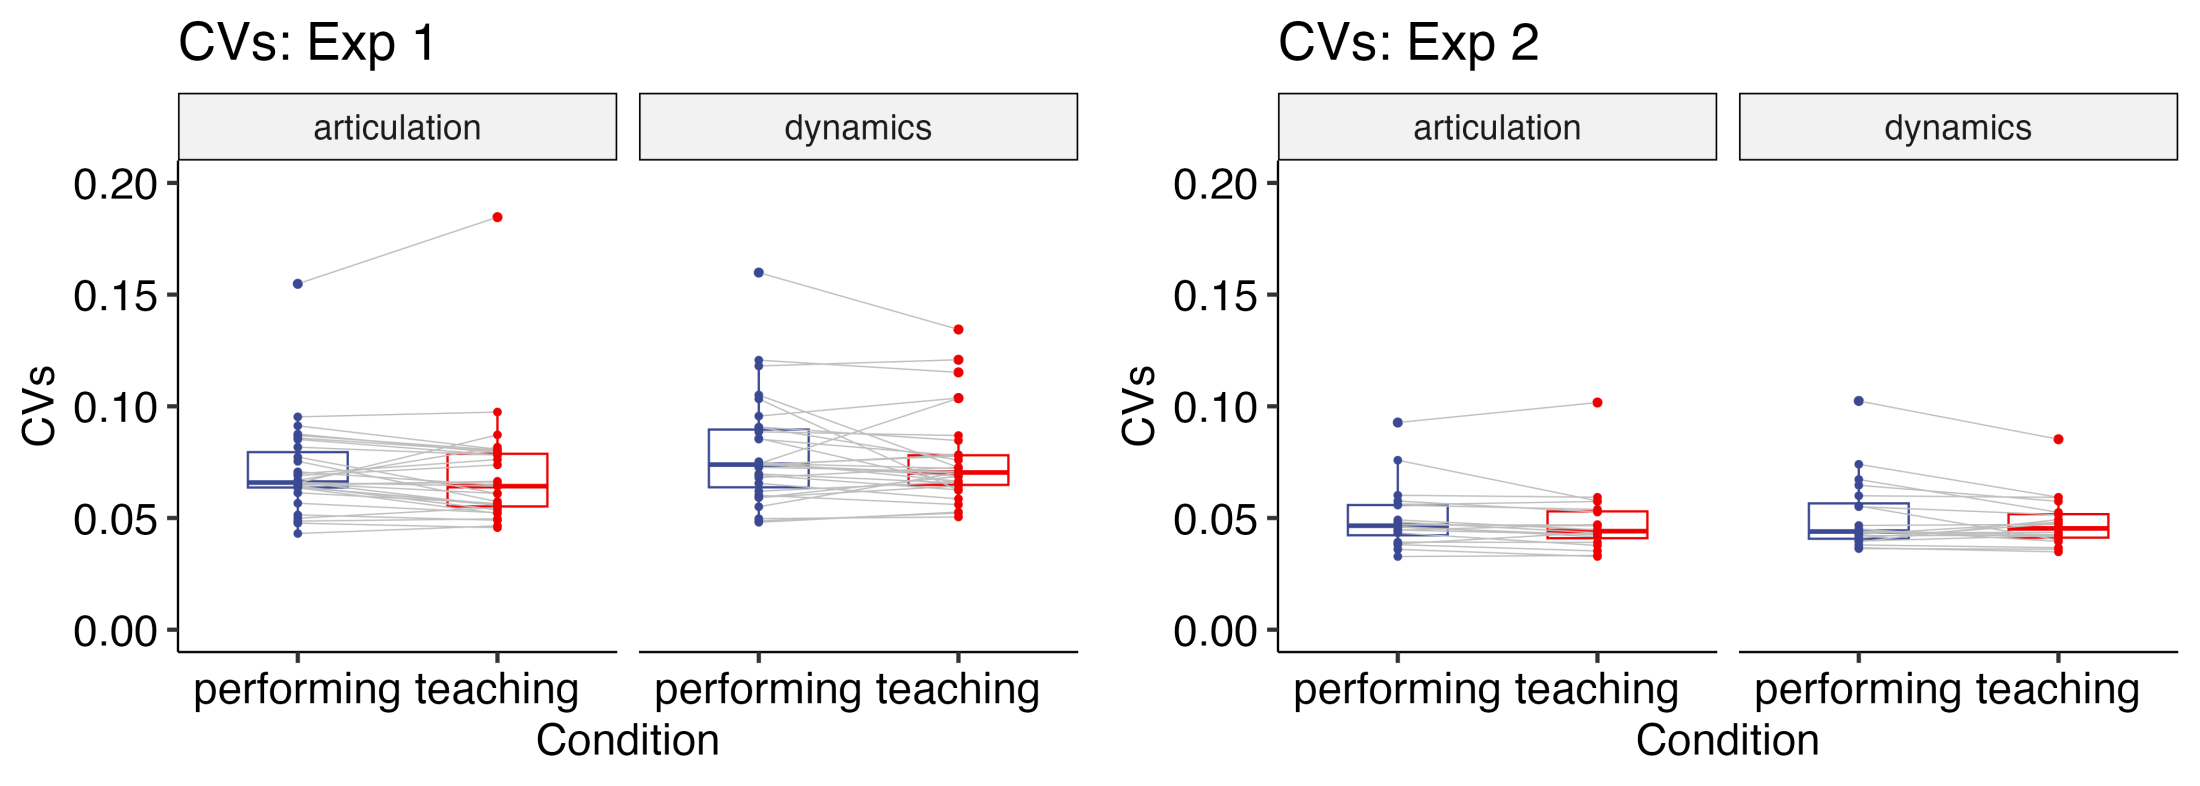 CVs: Exp 1
articulation
dynamics
CVs
0.20
0.15
0.10
0.05
0.00
performing teaching
performing teaching
Condition
CVs: Exp 2
articulation
dynamics
CVs
0.20
0.15
0.10
0.05
0.00
performing teaching
performing teaching
Condition